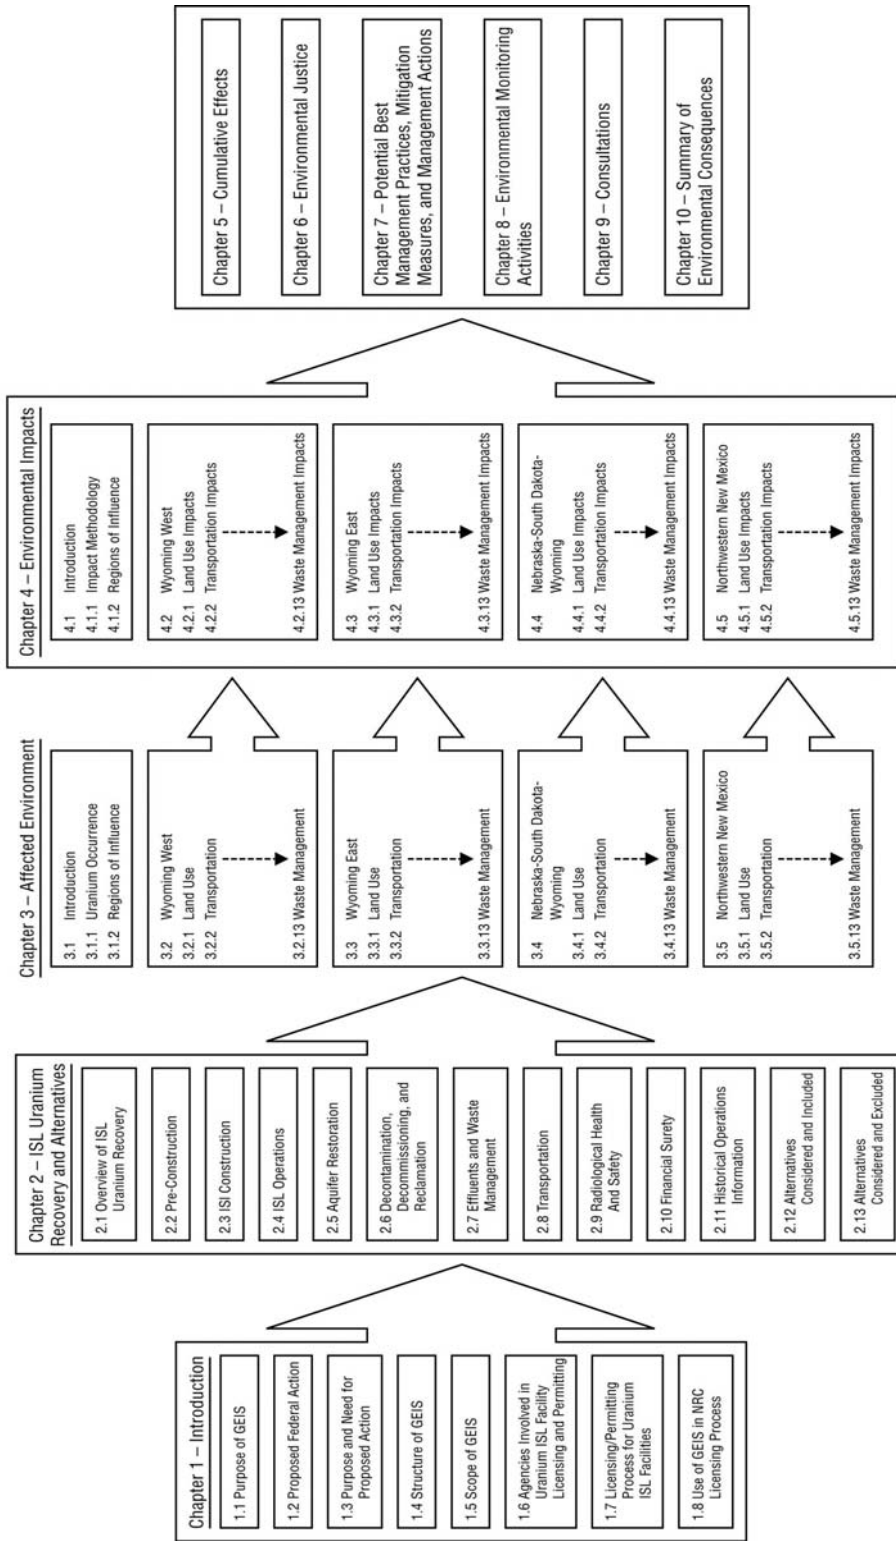 Chapter 1 – Introduction
1.1 Purpose of GEIS
1.2 Proposed Federal Action
1.3 Purpose and Need for
Proposed Action
1.4 Structure of GEIS
1.5 Scope of GEIS
1.6 Agencies Involved in
Uranium ISL Facility
Licensing and Permitting
1.7 Licensing/Permitting
Process for Uranium
ISL Facilities
1.8 Use of GEIS in NRC
Licensing Process
Chapter 2 – ISL Uranium
Recovery and Alternatives
2.1 Overview of ISL
Uranium Recovery
2.2 Pre-Construction
2.3 ISI Construction
2.4 ISL Operations
2.5 Aquifer Restoration
2.6 Decontamination,
Decommissioning, and
Reclamation
2.7 Effluents and Waste
Management
2.8 Transportation
2.9 Radiological Health
And Safety
2.10 Financial Surety
2.11 Historical Operations
Information
2.12 Alternatives
Considered and Included
2.13 Alternatives
Considered and Excluded
Chapter 3 – Affected Environment
3.1 Introduction
3.1.1 Uranium Occurrence
3.1.2 Regions of Influence
3.2 Wyoming West
3.2.1 Land Use
3.2.2 Transportation
3.2.13 Waste Management
3.3 Wyoming East
3.3.1 Land Use
3.3.2 Transportation
3.3.13 Waste Management
3.4 Nebraska-South Dakota-
Wyoming
3.4.1 Land Use
3.4.2 Transportation
3.4.13 Waste Management
3.5 Northwestern New Mexico
3.5.1 Land Use
3.5.2 Transportation
3.5.13 Waste Management
Chapter 4 – Environmental Impacts
4.1 Introduction
4.1.1 Impact Methodology
4.1.2 Regions of Influence
4.2 Wyoming West
4.2.1 Land Use Impacts
4.2.2 Transportation Impacts
4.2.13 Waste Management Impacts
4.3 Wyoming East
4.3.1 Land Use Impacts
4.3.2 Transportation Impacts
4.3.13 Waste Management Impacts
4.4 Nebraska-South Dakota-
Wyoming
4.4.1 Land Use Impacts
4.4.2 Transportation Impacts
4.4.13 Waste Management Impacts
4.5 Northwestern New Mexico
4.5.1 Land Use Impacts
4.5.2 Transportation Impacts
4.5.13 Waste Management Impacts
Chapter 5 – Cumulative Effects
Chapter 6 – Environmental Justice
Chapter 7 – Potential Best
Management Practices, Mitigation
Measures, and Management Actions
Chapter 8 – Environmental Monitoring
Activities
Chapter 9 – Consultations
Chapter 10 – Summary of
Environmental Consequences